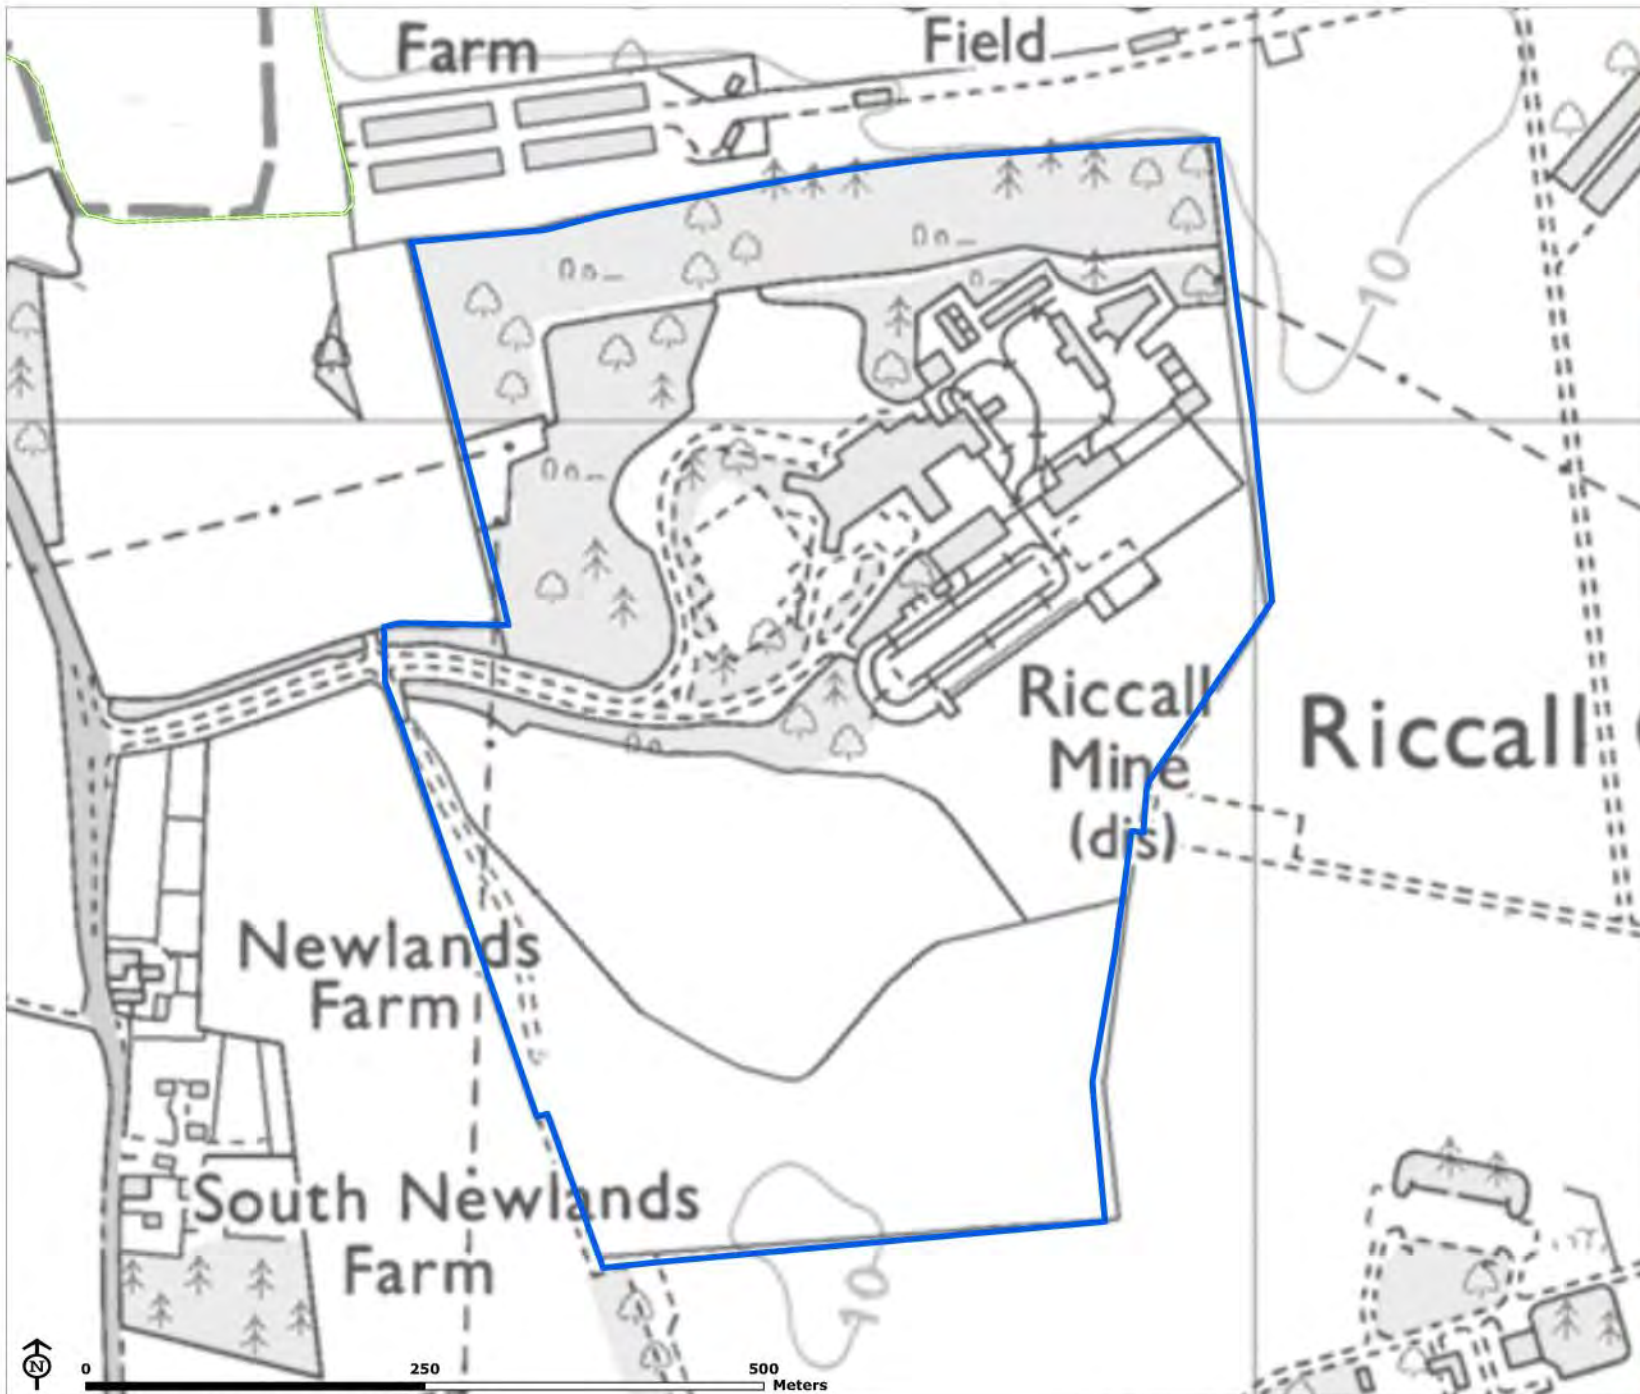 Farm
Field
10
Riccall
Mine
(dis)
Riccall
Newlands
Farm
South Newlands
Farm
10
N
0 250 500
Meters